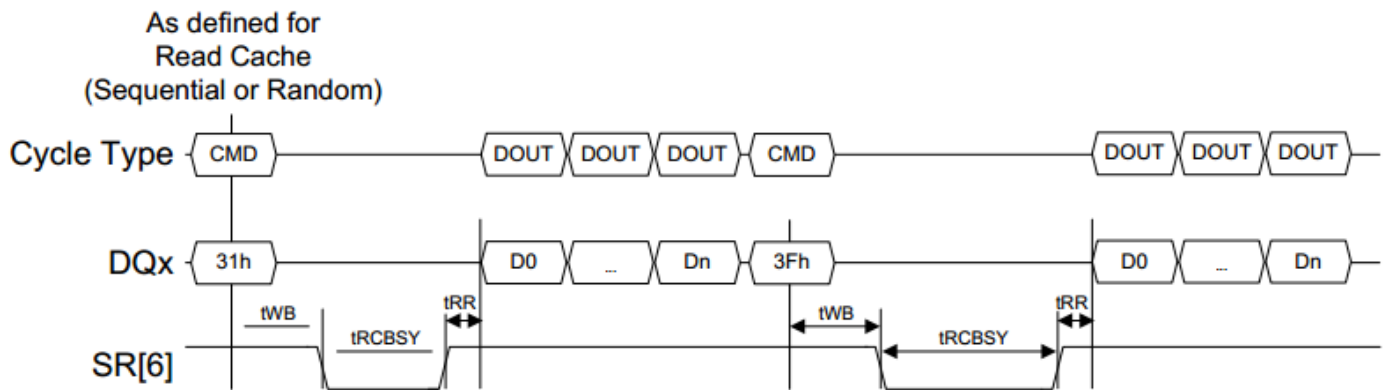 As defined for
Read Cache
(Sequential or Random)
Cycle Type CMD DOUT DOUT DOUT CMD DOUT DOUT DOUT
DQx 31h D0 ... Dn 3Fh D0 ... Dn
tWB tRCBSY tRR tWB tRCBSY tRR
SR[6]